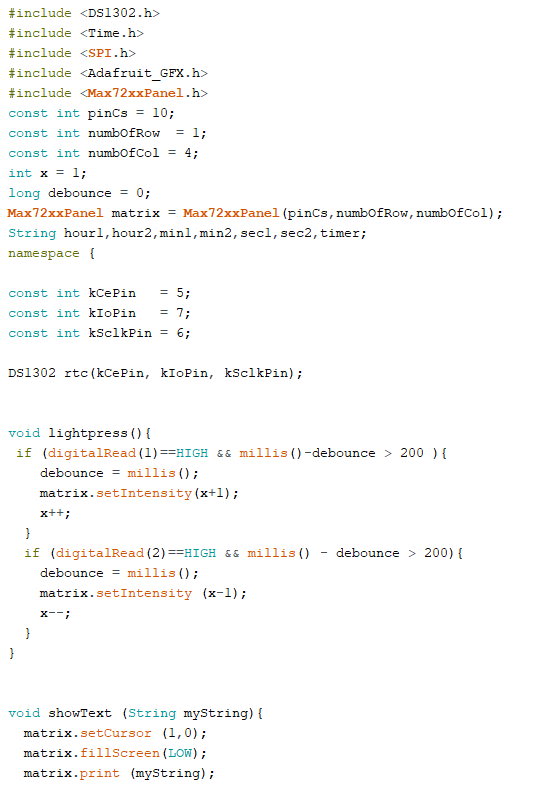 #include <DS1302.h>
#include <Time.h>
#include <SPI.h>
#include <Adafruit_GFX.h>
#include <Max72xxPanel.h>
const int pinCs = 10;
const int numbOfRow  = 1;
const int numbOfCol = 4;
int x = 1;
long debounce = 0;
Max72xxPanel matrix = Max72xxPanel(pinCs,numbOfRow,numbOfCol);
String hour1,hour2,min1,min2,sec1,sec2,timer;
namespace {
const int kCePin   = 5;
const int kIoPin   = 7;
const int kSclkPin = 6;
DS1302 rtc(kCePin, kIoPin, kSclkPin);
void lightpress(){
 if (digitalRead(1)==HIGH && millis()-debounce > 200 ){
    debounce = millis();
    matrix.setIntensity(x+1);
    x++;
  }
  if (digitalRead(2)==HIGH && millis() - debounce > 200){
    debounce = millis();
    matrix.setIntensity (x-1);
    x--;
  }
}
void showText (String myString){
  matrix.setCursor (1,0);
  matrix.fillScreen(LOW);
  matrix.print (myString);